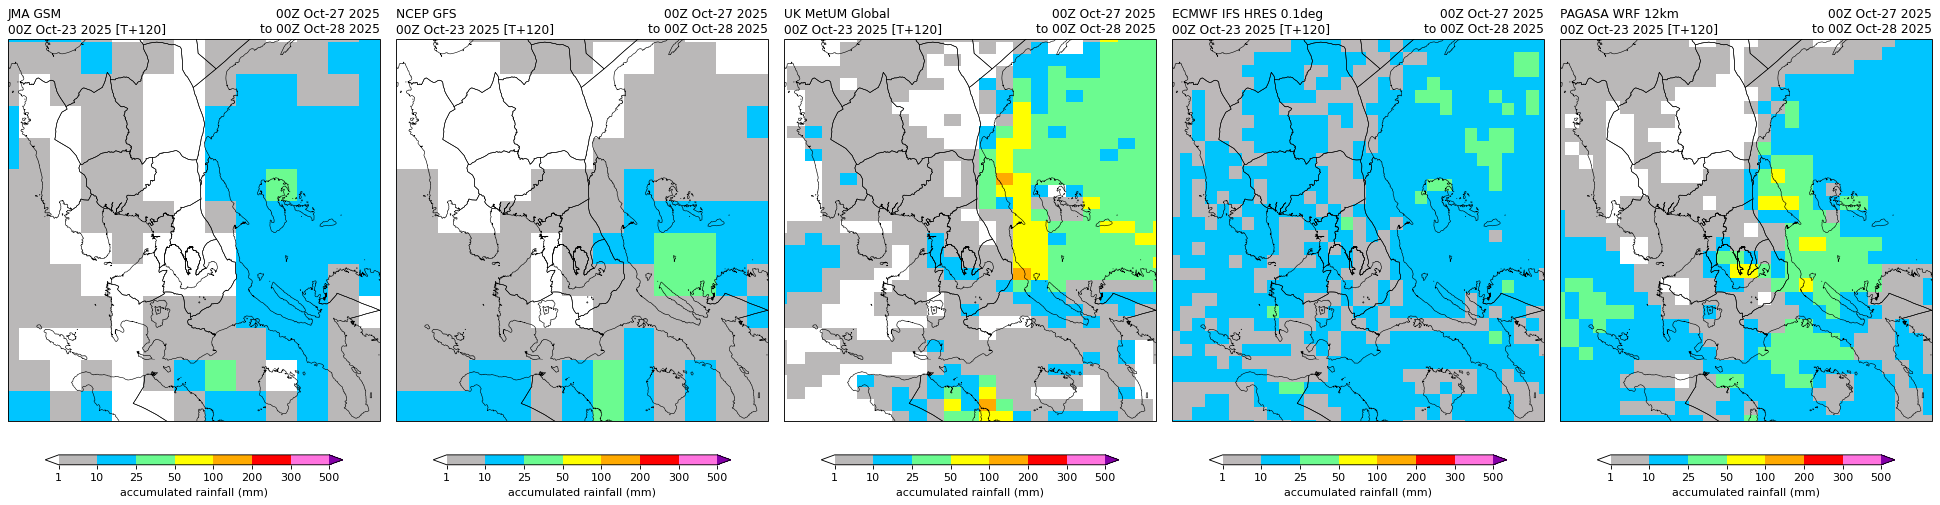 JMA GSM
00Z Oct-27 2025
00Z Oct-23 2025 [T+120]
to 00Z Oct-28 2025
NCEP GFS
00Z Oct-27 2025
00Z Oct-23 2025 [T+120]
to 00Z Oct-28 2025
UK MetUM Global
00Z Oct-27 2025
00Z Oct-23 2025 [T+120]
to 00Z Oct-28 2025
ECMWF IFS HRES 0.1deg
00Z Oct-27 2025
00Z Oct-23 2025 [T+120]
to 00Z Oct-28 2025
PAGASA WRF 12km
00Z Oct-27 2025
00Z Oct-23 2025 [T+120]
to 00Z Oct-28 2025
1 10 25 50 100 200 300 500
accumulated rainfall (mm)
1 10 25 50 100 200 300 500
accumulated rainfall (mm)
1 10 25 50 100 200 300 500
accumulated rainfall (mm)
1 10 25 50 100 200 300 500
accumulated rainfall (mm)
1 10 25 50 100 200 300 500
accumulated rainfall (mm)